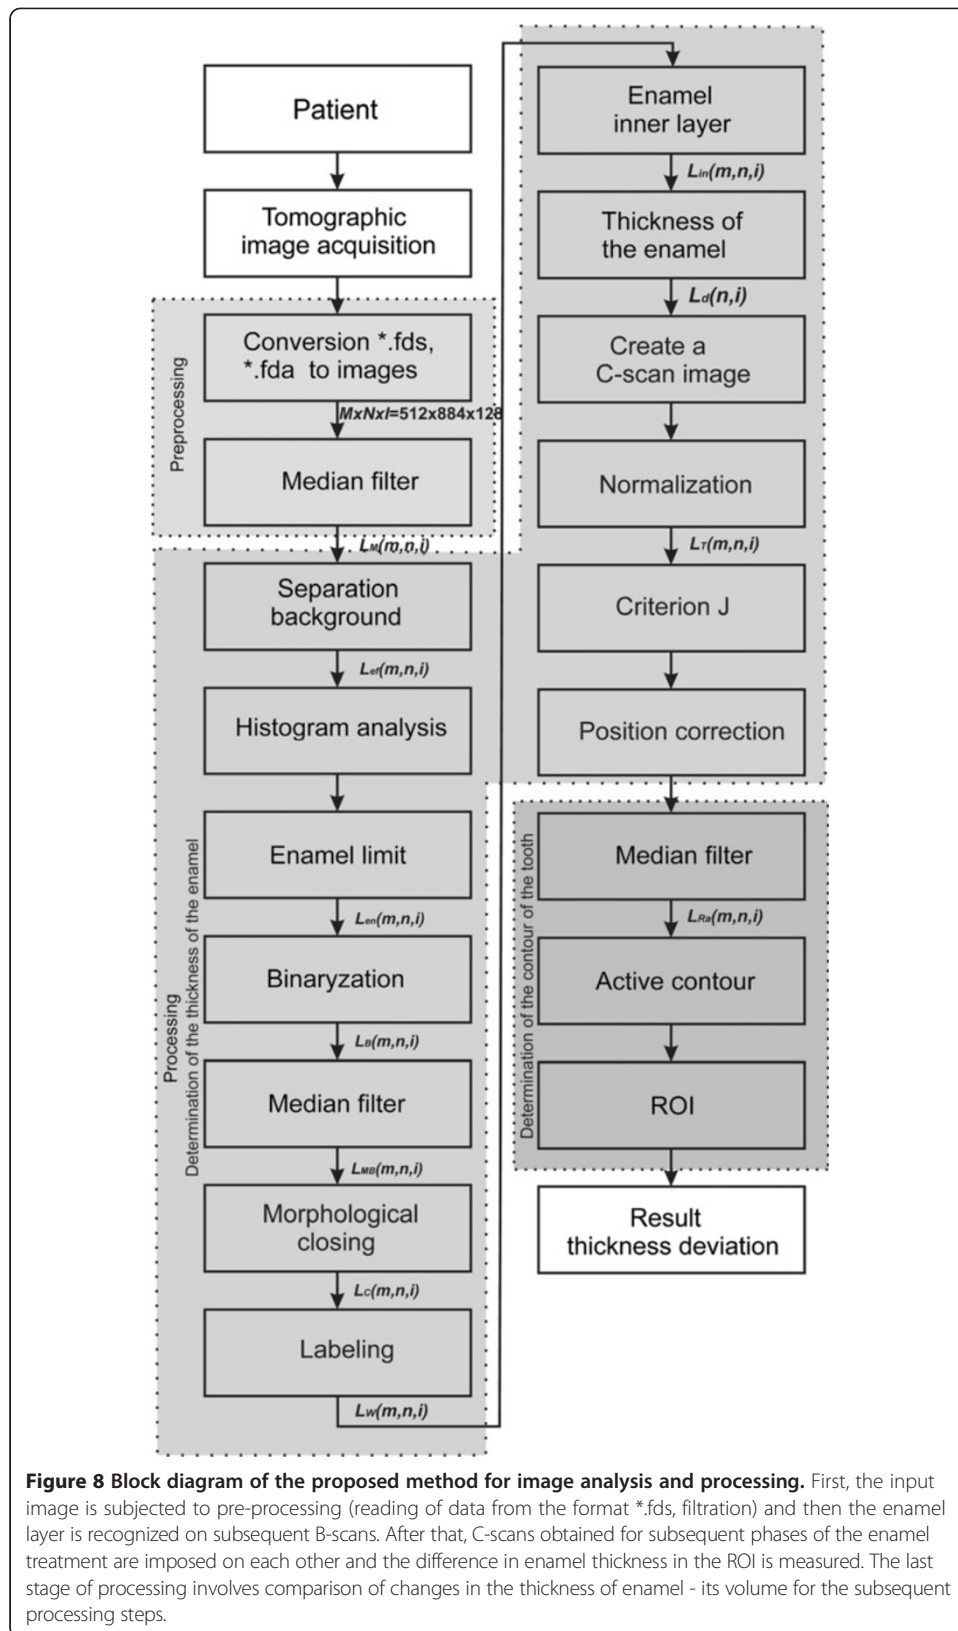 Patient
Tomographic
image acquisition
Preprocessing
Conversion *.fds,
*.fda to images
MxNxI=512x884x128
Median filter
LM(m,n,i)
Processing
Determination of the thickness of the enamel
Separation
background
Lef(m,n,i)
Histogram analysis
Enamel limit
Len(m,n,i)
Binaryzation
LB(m,n,i)
Median filter
LMB(m,n,i)
Morphological
closing
LC(m,n,i)
Labeling
LW(m,n,i)
Enamel
inner layer
Lin(m,n,i)
Thickness of
the enamel
Ld(n,i)
Create a
C-scan image
Normalization
LT(m,n,i)
Criterion J
Position correction
Determination of the contour of the tooth
Median filter
LRa(m,n,i)
Active contour
ROI
Result
thickness deviation
Figure 8 Block diagram of the proposed method for image analysis and processing. First, the input
image is subjected to pre-processing (reading of data from the format *.fds, filtration) and then the enamel
layer is recognized on subsequent B-scans. After that, C-scans obtained for subsequent phases of the enamel
treatment are imposed on each other and the difference in enamel thickness in the ROI is measured. The last
stage of processing involves comparison of changes in the thickness of enamel - its volume for the subsequent
processing steps.